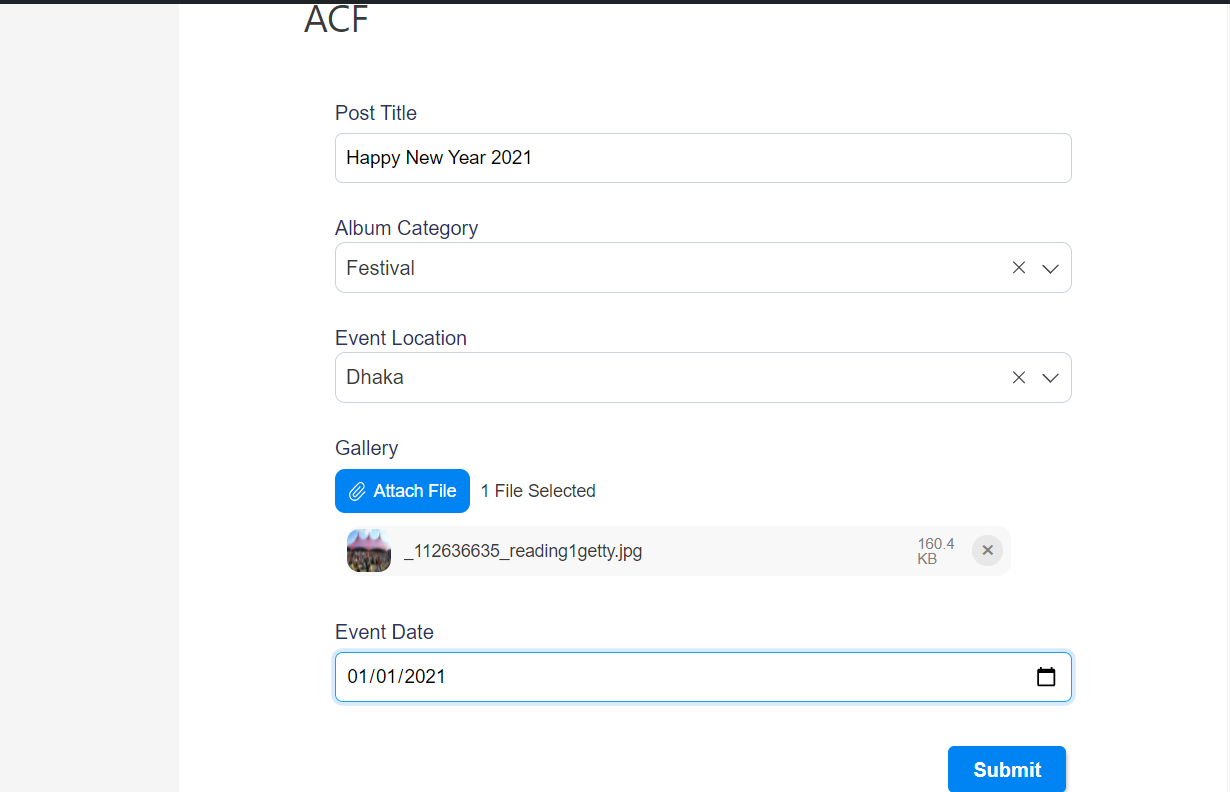 ACF
Post Title
Happy New Year 2021
Album Category
Festival
Event Location
Dhaka
Gallery
Attach File 1 File Selected
_112636635_reading1getty.jpg 160.4
KB
Event Date
01/01/2021
Submit